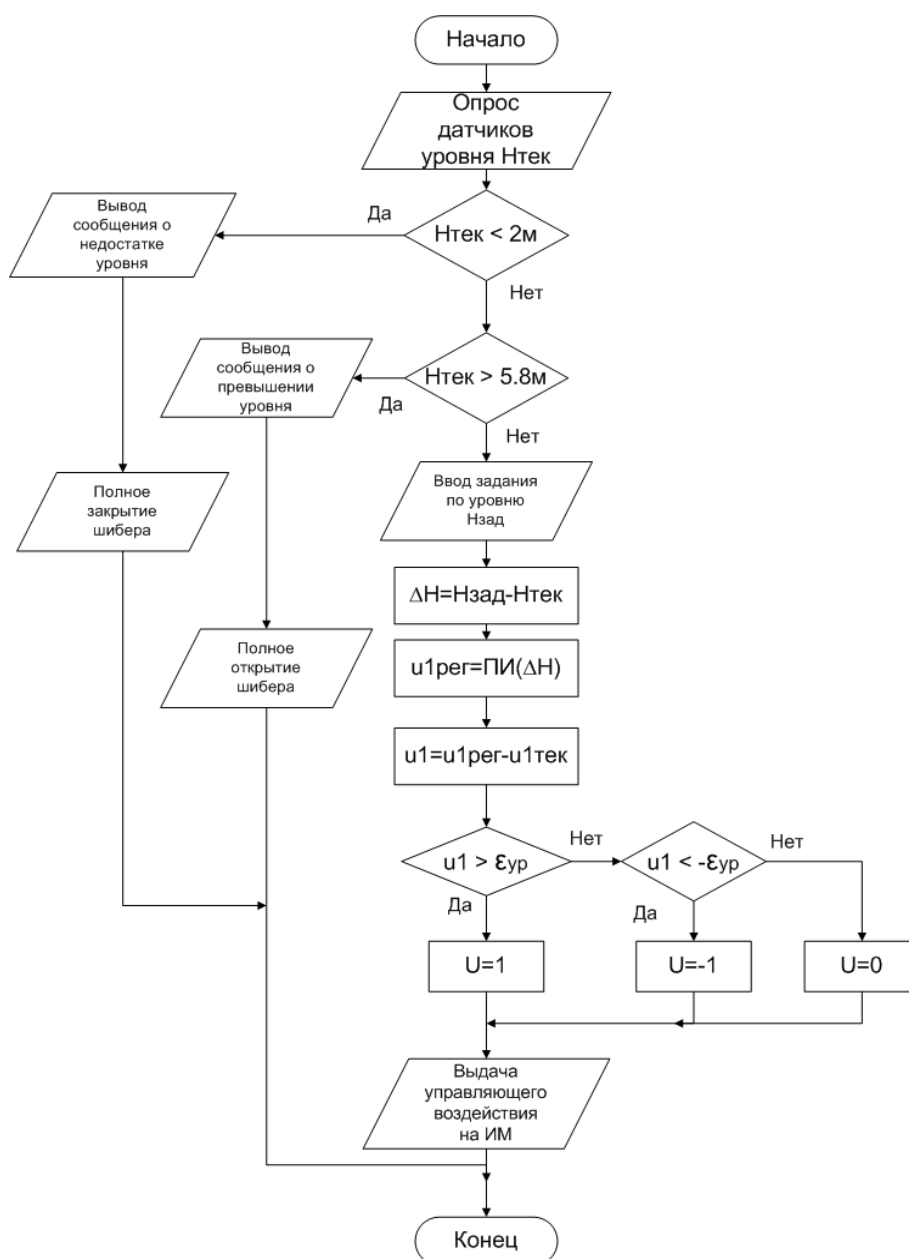 Начало
Опрос
датчиков
уровня Нтек
Вывод
сообщения о
недостатке
уровня
Да
Нтек < 2м
Нет
Вывод
сообщения о
превышении
уровня
Да
Нтек > 5.8м
Нет
Ввод задания
по уровню
Нзад
Полное
закрытие
шибера
ΔН=Нзад-Нтек
Полное
открытие
шибера
u1рег=ПИ(ΔН)
u1=u1рег-u1тек
u1 > Ɛур
Нет
u1 < -Ɛур
Нет
Да
Да
U=1
U=-1
U=0
Выдача
управляющего
воздействия
на ИМ
Конец